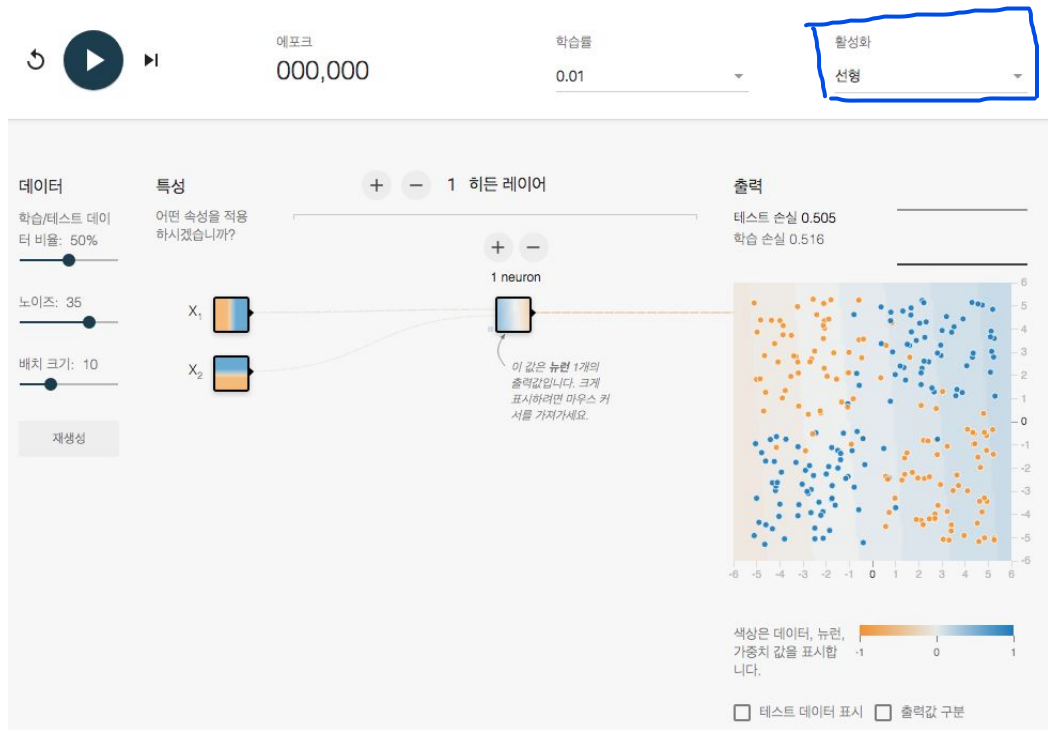 에포크
000,000
학습률
0.01
활성화
선형
데이터
학습/테스트 데이
터 비율: 50%
노이즈: 35
배치 크기: 10
재생성
특성
어떤 속성을 적용
하시겠습니까?
X1
X2
+ − 1 히든 레이어
+ −
1 neuron
이 값은 뉴런 1개의
출력값입니다. 크게
표시하려면 마우스 커
서를 가져가세요.
출력
테스트 손실 0.505
학습 손실 0.516
6
5
4
3
2
1
0
-1
-2
-3
-4
-5
-6
-6 -5 -4 -3 -2 -1 0 1 2 3 4 5 6
색상은 데이터, 뉴런,
가중치 값을 표시합
니다.
-1 0 1
테스트 데이터 표시 출력값 구분